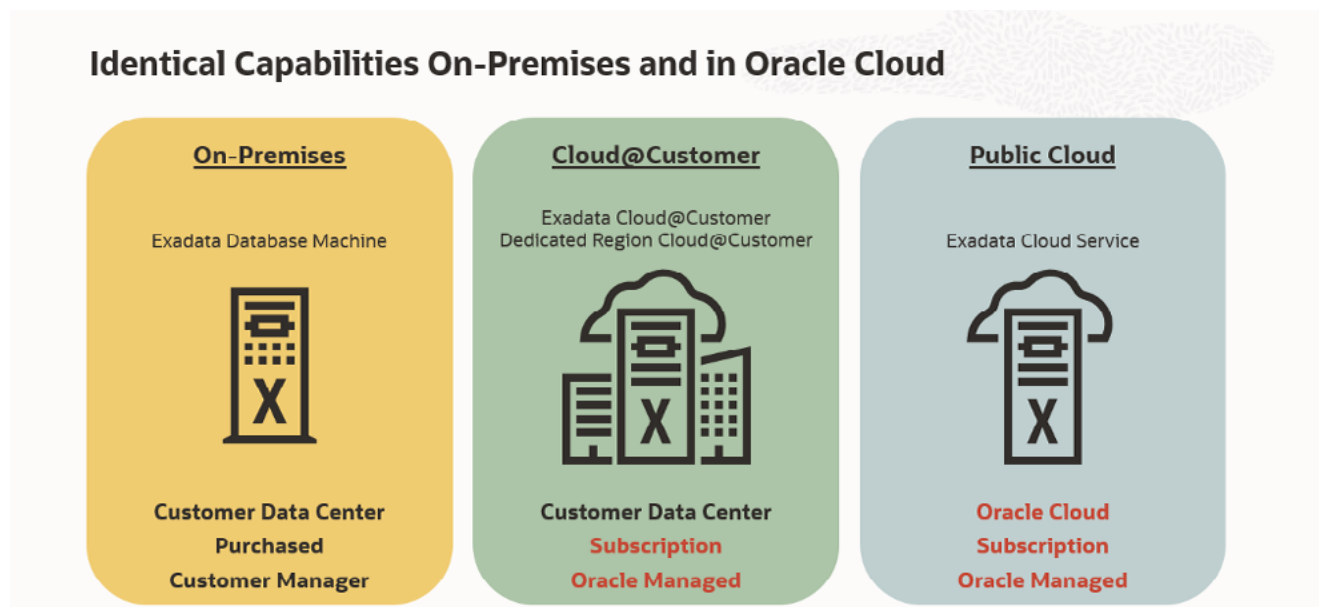 Identical Capabilities On-Premises and in Oracle Cloud
On-Premises
Exadata Database Machine
X
Customer Data Center
Purchased
Customer Manager
Cloud@Customer
Exadata Cloud@Customer
Dedicated Region Cloud@Customer
X
Customer Data Center
Subscription
Oracle Managed
Public Cloud
Exadata Cloud Service
X
Oracle Cloud
Subscription
Oracle Managed